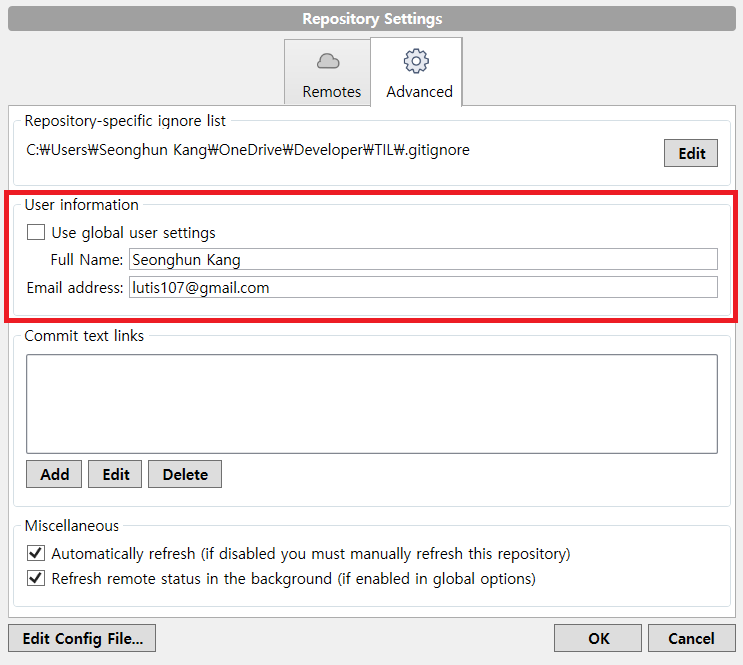 Repository Settings
Remotes
Advanced
Repository-specific ignore list
C:₩Users₩Seonghun Kang₩OneDrive₩Developer₩TIL₩.gitignore
Edit
User information
Use global user settings
Full Name: Seonghun Kang
Email address: lutis107@gmail.com
Commit text links
Add Edit Delete
Miscellaneous
Automatically refresh (if disabled you must manually refresh this repository)
Refresh remote status in the background (if enabled in global options)
Edit Config File... OK Cancel